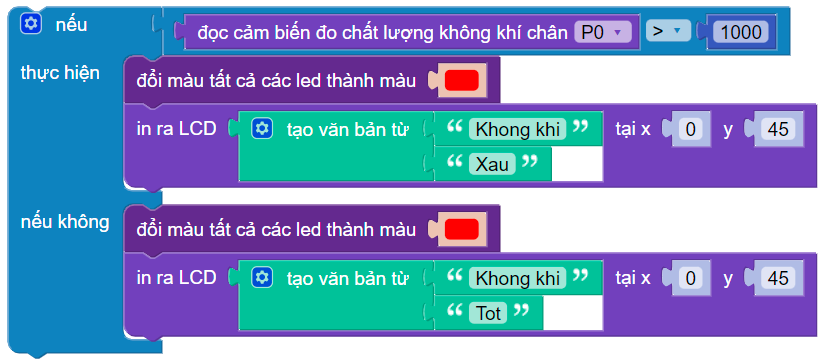 nếu đọc cảm biến đo chất lượng không khí chân P0 > 1000
thực hiện đổi màu tất cả các led thành màu
in ra LCD tạo văn bản từ “ Khong khi ” tại x 0 y 45
“ Xau ”
nếu không đổi màu tất cả các led thành màu
in ra LCD tạo văn bản từ “ Khong khi ” tại x 0 y 45
“ Tot ”